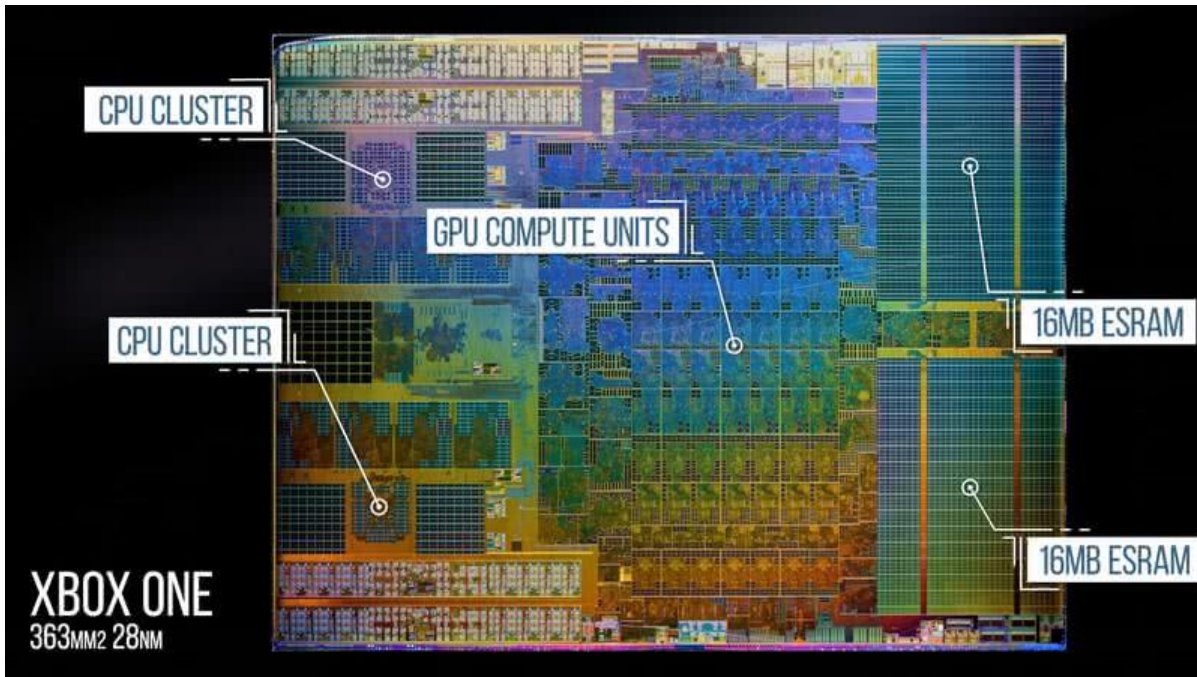 CPU CLUSTER
GPU COMPUTE UNITS
CPU CLUSTER
16MB ESRAM
16MB ESRAM
XBOX ONE
363MM2 28NM